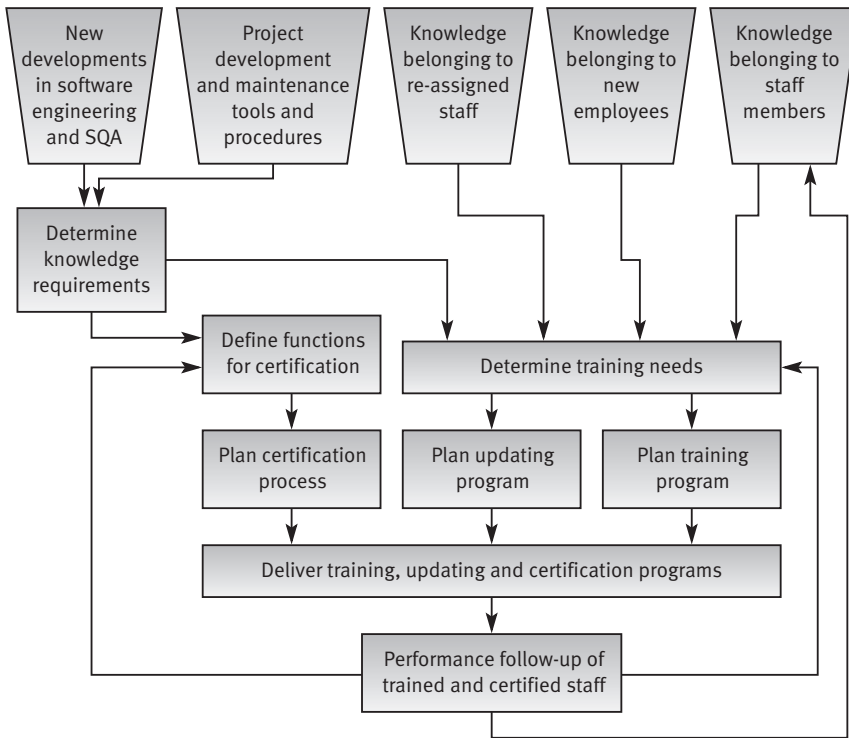 New
developments
in software
engineering
and SQA
Project
development
and maintenance
tools and
procedures
Knowledge
belonging to
re-assigned
staff
Knowledge
belonging to
new
employees
Knowledge
belonging to
staff
members
Determine
knowledge
requirements
Define functions
for certification
Determine training needs
Plan certification
process
Plan updating
program
Plan training
program
Deliver training, updating and certification programs
Performance follow-up of
trained and certified staff